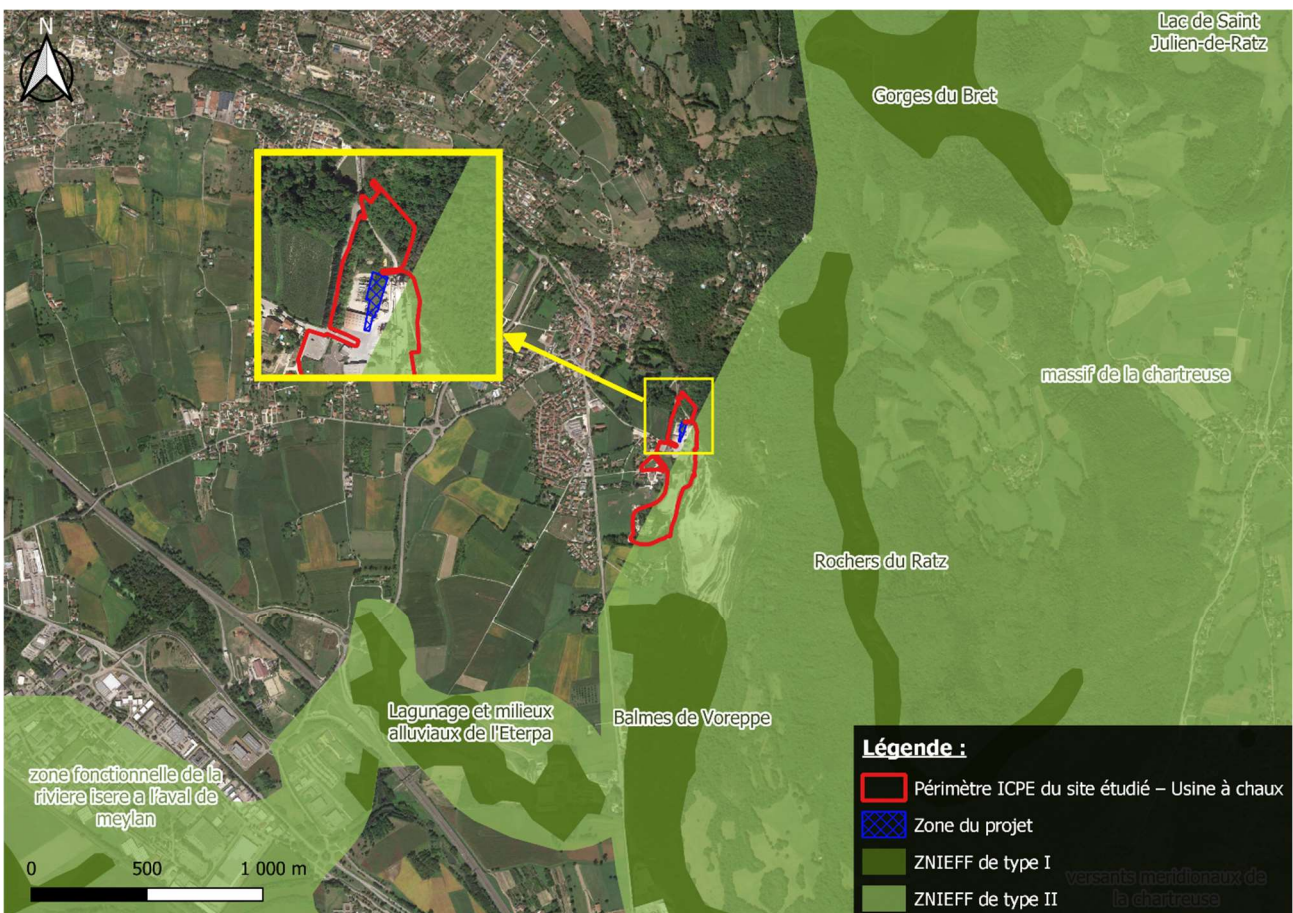 N
Lac de Saint
Julien-de-Ratz
Gorges du Bret
massif de la chartreuse
Rochers du Ratz
Lagunage et milieux
alluviaux de l'Eterpa
Balmes de Voreppe
zone fonctionnelle de la
riviere isere a l'aval de
meylan
0 500 1 000 m
Légende :
Périmètre ICPE du site étudié – Usine à chaux
Zone du projet
ZNIEFF de type I
ZNIEFF de type II
versants meridionaux de
la chartreuse